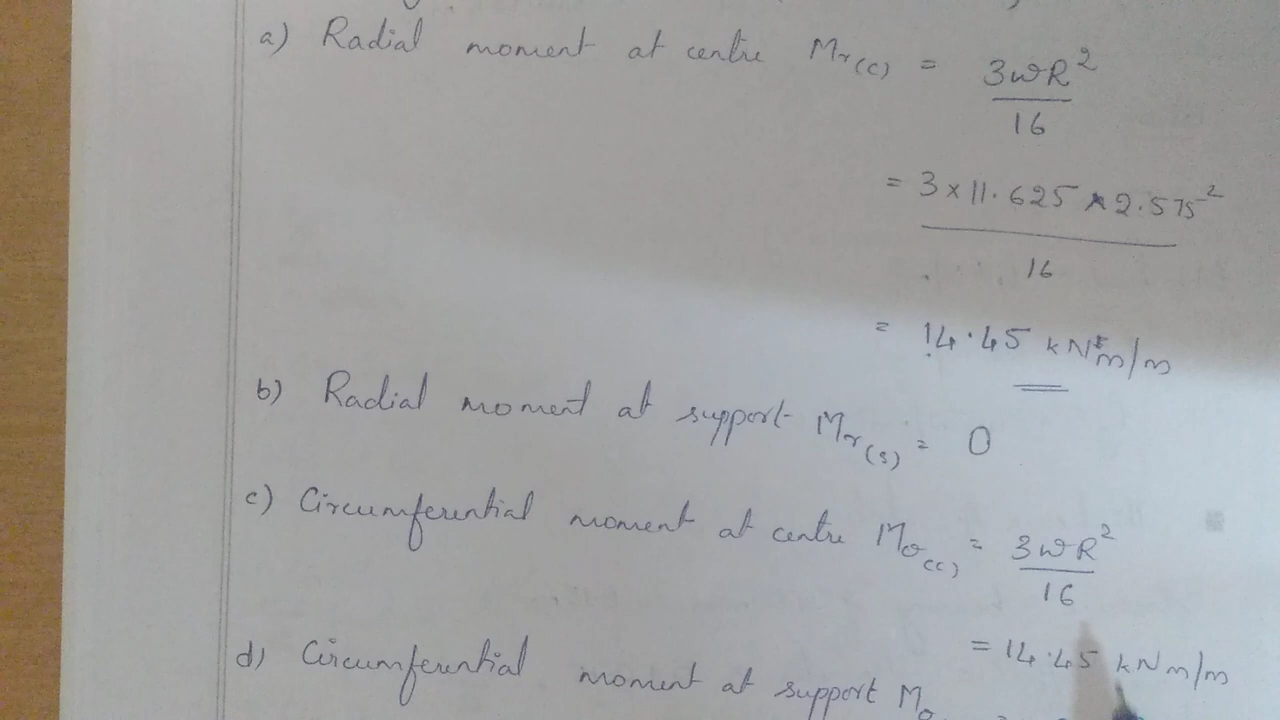 a) Radial moment at centre Mr(c) = 3wR²/16
= 3 x 11.625 x 2.575²/16
= 14.45 kNm/m
b) Radial moment at support Mr(s) = 0
c) Circumferential moment at centre Mθ(c) = 3wR²/16
= 14.45 kNm/m
d) Circumferential moment at support Mθ